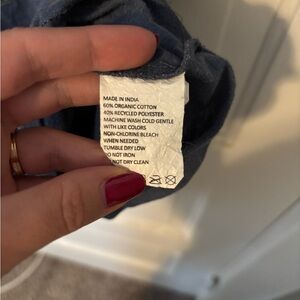 MADE IN INDIA
60% ORGANIC COTTON
40% RECYCLED POLYESTER
MACHINE WASH COLD GENTLE
WITH LIKE COLORS
NON-CHLORINE BLEACH
WHEN NEEDED
TUMBLE DRY LOW
DO NOT IRON
DO NOT DRY CLEAN